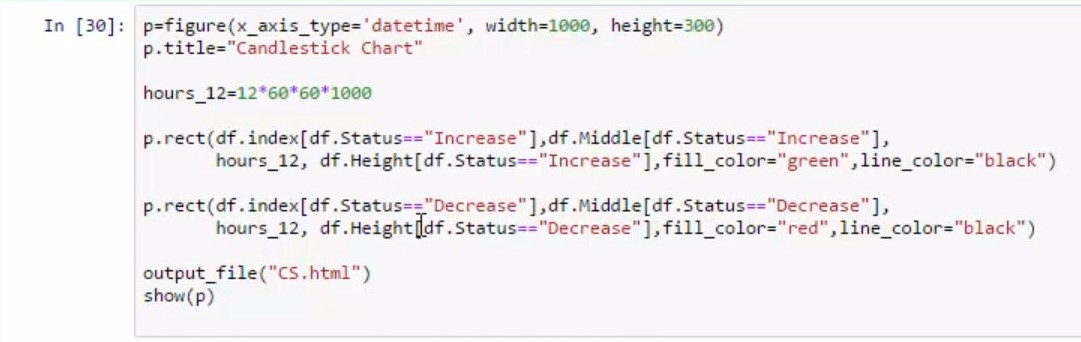 In [30]: p=figure(x_axis_type='datetime', width=1000, height=300)
p.title="Candlestick Chart"
hours_12=12*60*60*1000
p.rect(df.index[df.Status=="Increase"],df.Middle[df.Status=="Increase"],
hours_12, df.Height[df.Status=="Increase"],fill_color="green",line_color="black")
p.rect(df.index[df.Status=="Decrease"],df.Middle[df.Status=="Decrease"],
hours_12, df.Height[df.Status=="Decrease"],fill_color="red",line_color="black")
output_file("CS.html")
show(p)